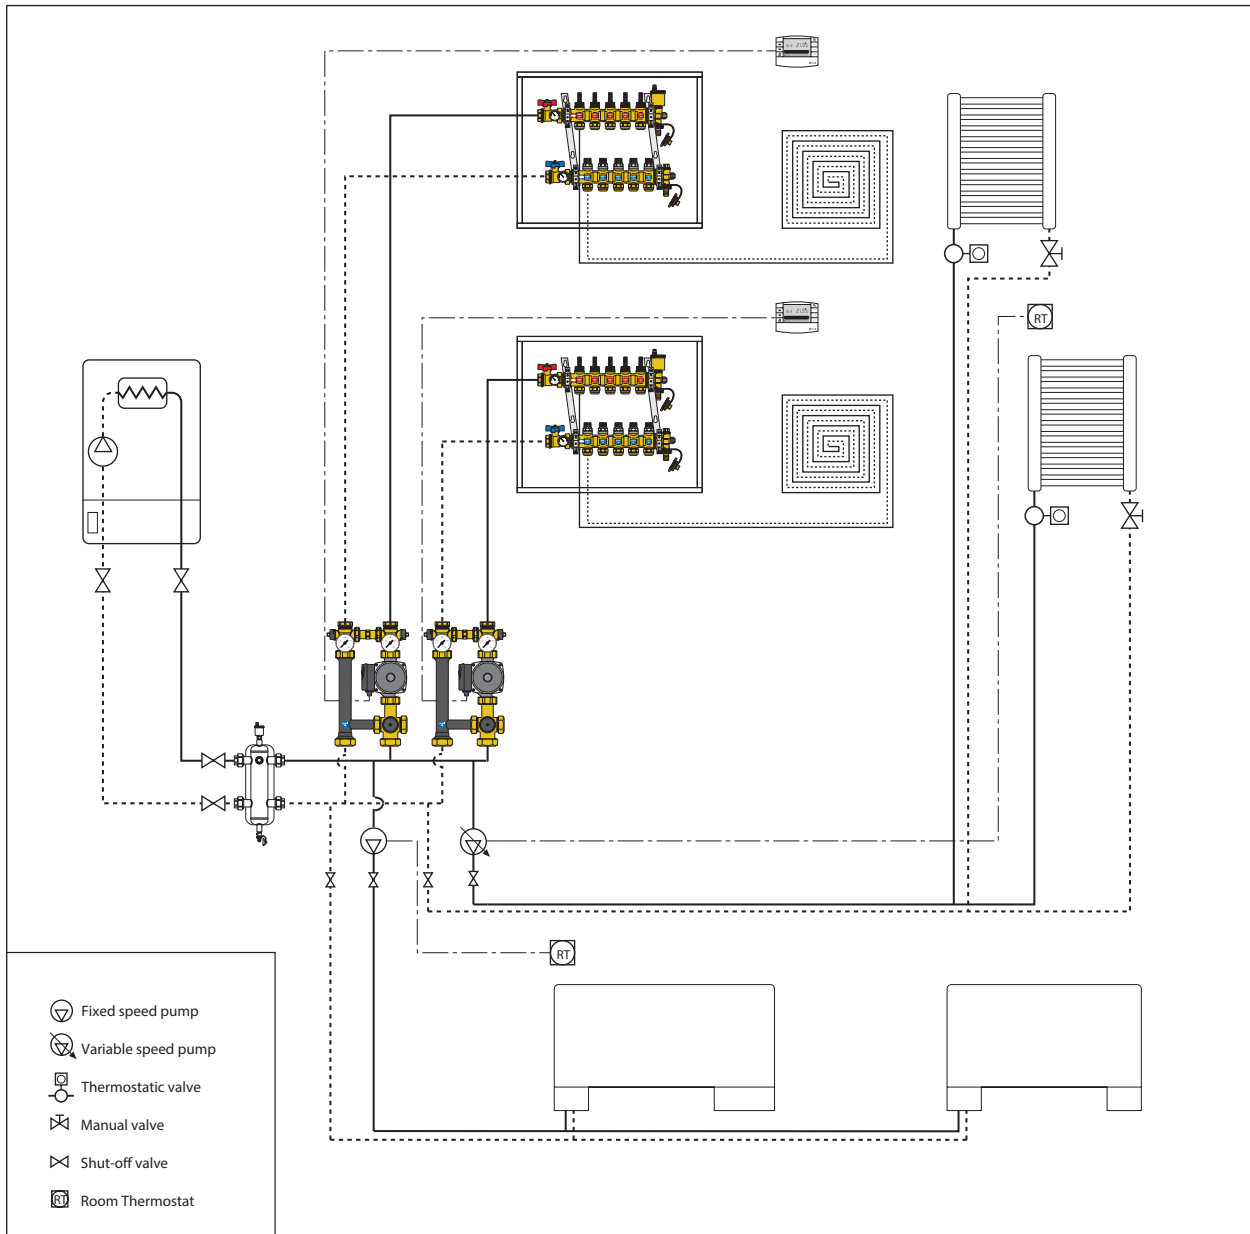 RT
RT
Fixed speed pump
Variable speed pump
Thermostatic valve
Manual valve
Shut-off valve
RT Room Thermostat